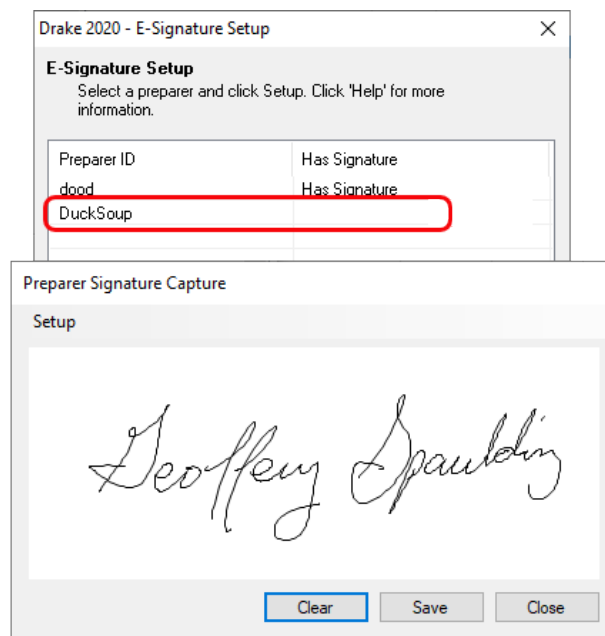 Drake 2020 - E-Signature Setup
E-Signature Setup
Select a preparer and click Setup. Click 'Help' for more
information.
Preparer ID Has Signature
dood Has Signature
DuckSoup
Preparer Signature Capture
Setup
Geoffery Spaulding
Clear Save Close